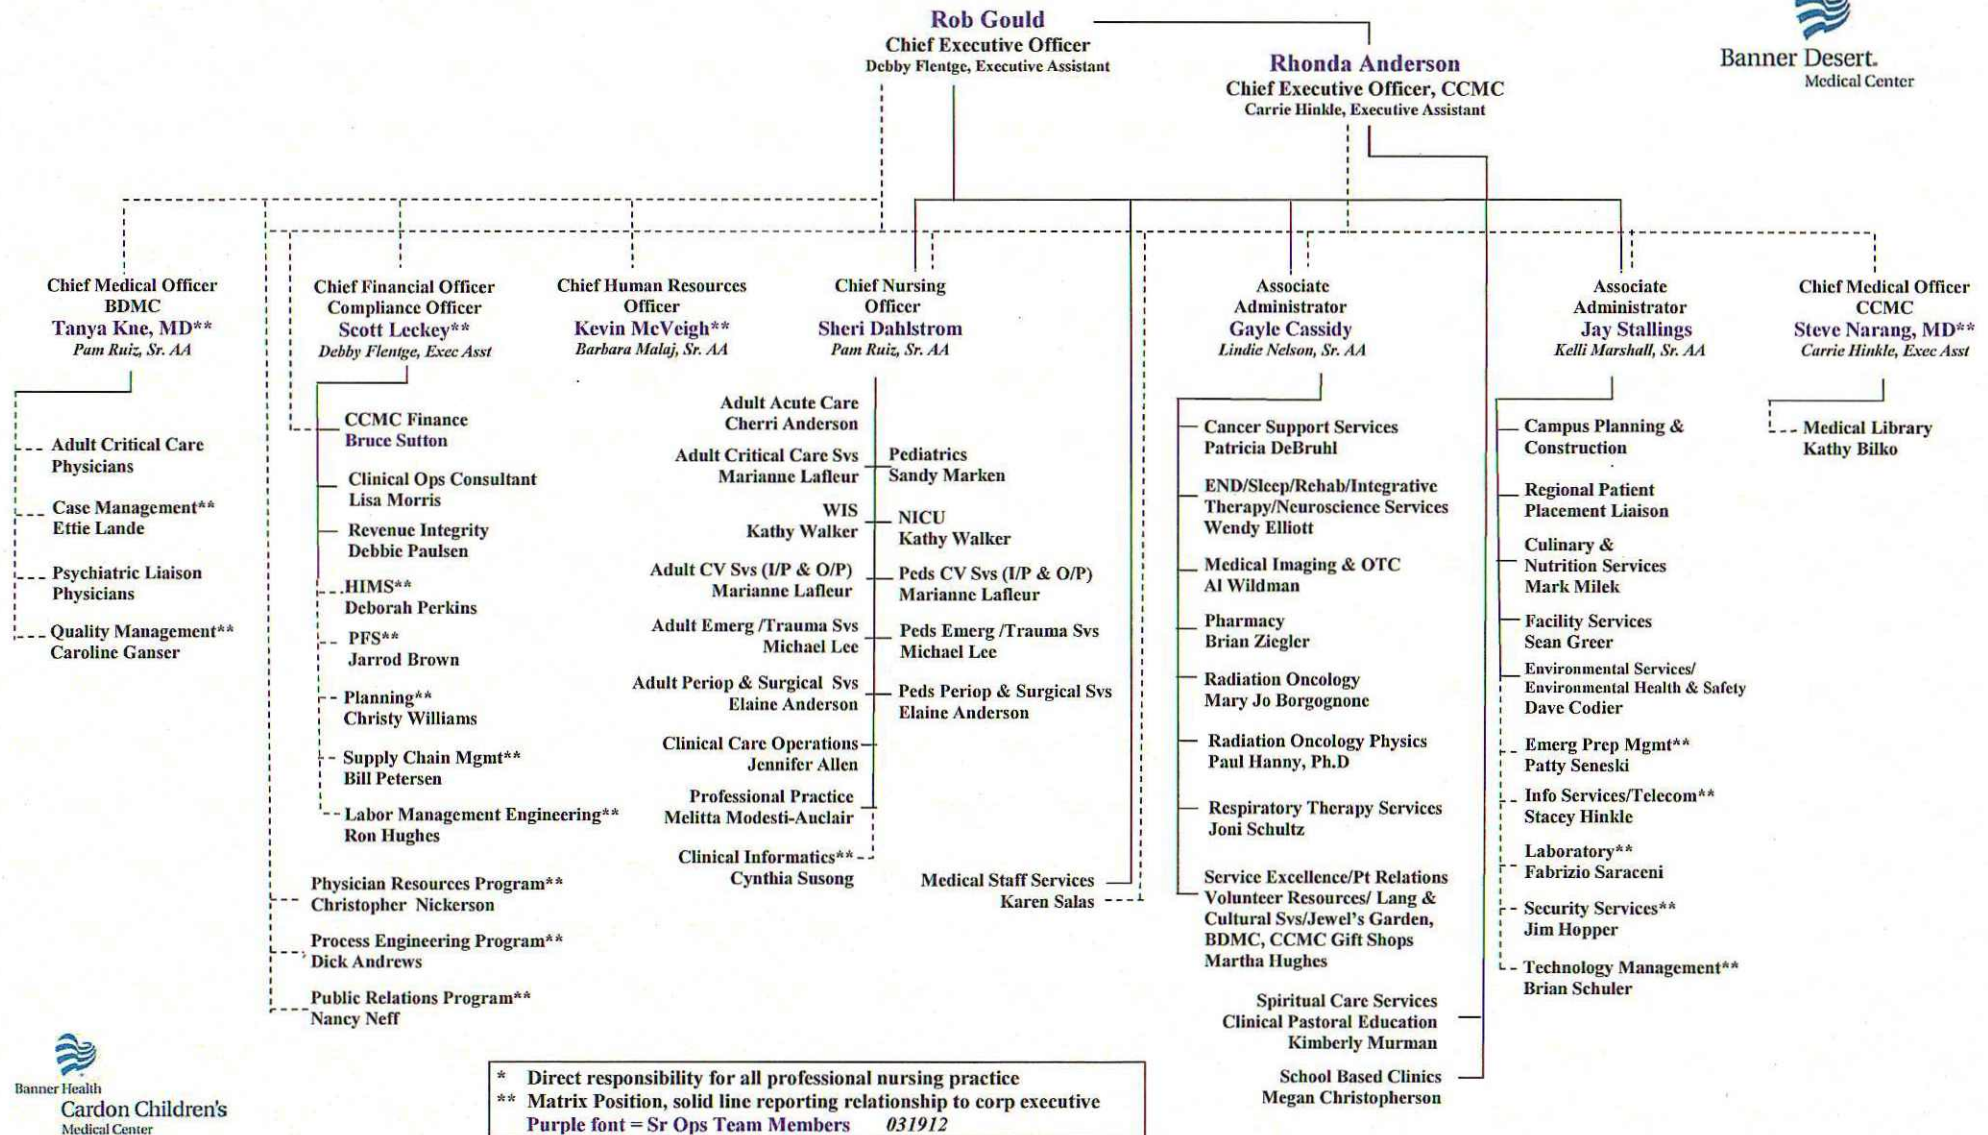 Rob Gould
Chief Executive Officer
Debby Flentge, Executive Assistant
Rhonda Anderson
Chief Executive Officer, CCMC
Carrie Hinkle, Executive Assistant
Banner Desert.
Medical Center
Chief Medical Officer
BDMC
Tanya Kne, MD**
Pam Ruiz, Sr. AA
Adult Critical Care
Physicians
Case Management**
Ettie Lande
Psychiatric Liaison
Physicians
Quality Management**
Caroline Ganser
Chief Financial Officer
Compliance Officer
Scott Leckey**
Debby Flentge, Exec Asst
CCMC Finance
Bruce Sutton
Clinical Ops Consultant
Lisa Morris
Revenue Integrity
Debbie Paulsen
HIMS**
Deborah Perkins
PFS**
Jarrod Brown
Planning**
Christy Williams
Supply Chain Mgmt**
Bill Petersen
Labor Management Engineering**
Ron Hughes
Physician Resources Program**
Christopher Nickerson
Process Engineering Program**
Dick Andrews
Public Relations Program**
Nancy Neff
Chief Human Resources
Officer
Kevin McVeigh**
Barbara Malaj, Sr. AA
Chief Nursing
Officer
Sheri Dahlstrom
Pam Ruiz, Sr. AA
Adult Acute Care
Cherri Anderson
Adult Critical Care Svs
Marianne Lafleur
WIS
Kathy Walker
Adult CV Svs (I/P & O/P)
Marianne Lafleur
Adult Emerg /Trauma Svs
Michael Lee
Adult Periop & Surgical Svs
Elaine Anderson
Clinical Care Operations
Jennifer Allen
Professional Practice
Melitta Modesti-Auclair
Clinical Informatics**
Cynthia Susong
Pediatrics
Sandy Marken
NICU
Kathy Walker
Peds CV Svs (I/P & O/P)
Marianne Lafleur
Peds Emerg /Trauma Svs
Michael Lee
Peds Periop & Surgical Svs
Elaine Anderson
Medical Staff Services
Karen Salas
Associate
Administrator
Gayle Cassidy
Lindie Nelson, Sr. AA
Cancer Support Services
Patricia DeBruhl
END/Sleep/Rehab/Integrative
Therapy/Neuroscience Services
Wendy Elliott
Medical Imaging & OTC
Al Wildman
Pharmacy
Brian Ziegler
Radiation Oncology
Mary Jo Borgognone
Radiation Oncology Physics
Paul Hanny, Ph.D
Respiratory Therapy Services
Joni Schultz
Service Excellence/Pt Relations
Volunteer Resources/ Lang &
Cultural Svs/Jewel's Garden,
BDMC, CCMC Gift Shops
Martha Hughes
Spiritual Care Services
Clinical Pastoral Education
Kimberly Murman
School Based Clinics
Megan Christopherson
Associate
Administrator
Jay Stallings
Kelli Marshall, Sr. AA
Campus Planning &
Construction
Regional Patient
Placement Liaison
Culinary &
Nutrition Services
Mark Milek
Facility Services
Sean Greer
Environmental Services/
Environmental Health & Safety
Dave Codier
Emerg Prep Mgmt**
Patty Seneski
Info Services/Telecom**
Stacey Hinkle
Laboratory**
Fabrizio Saraceni
Security Services**
Jim Hopper
Technology Management**
Brian Schuler
Chief Medical Officer
CCMC
Steve Narang, MD**
Carrie Hinkle, Exec Asst
Medical Library
Kathy Bilko
Banner Health
Cardon Children's
Medical Center
* Direct responsibility for all professional nursing practice
** Matrix Position, solid line reporting relationship to corp executive
Purple font = Sr Ops Team Members 031912